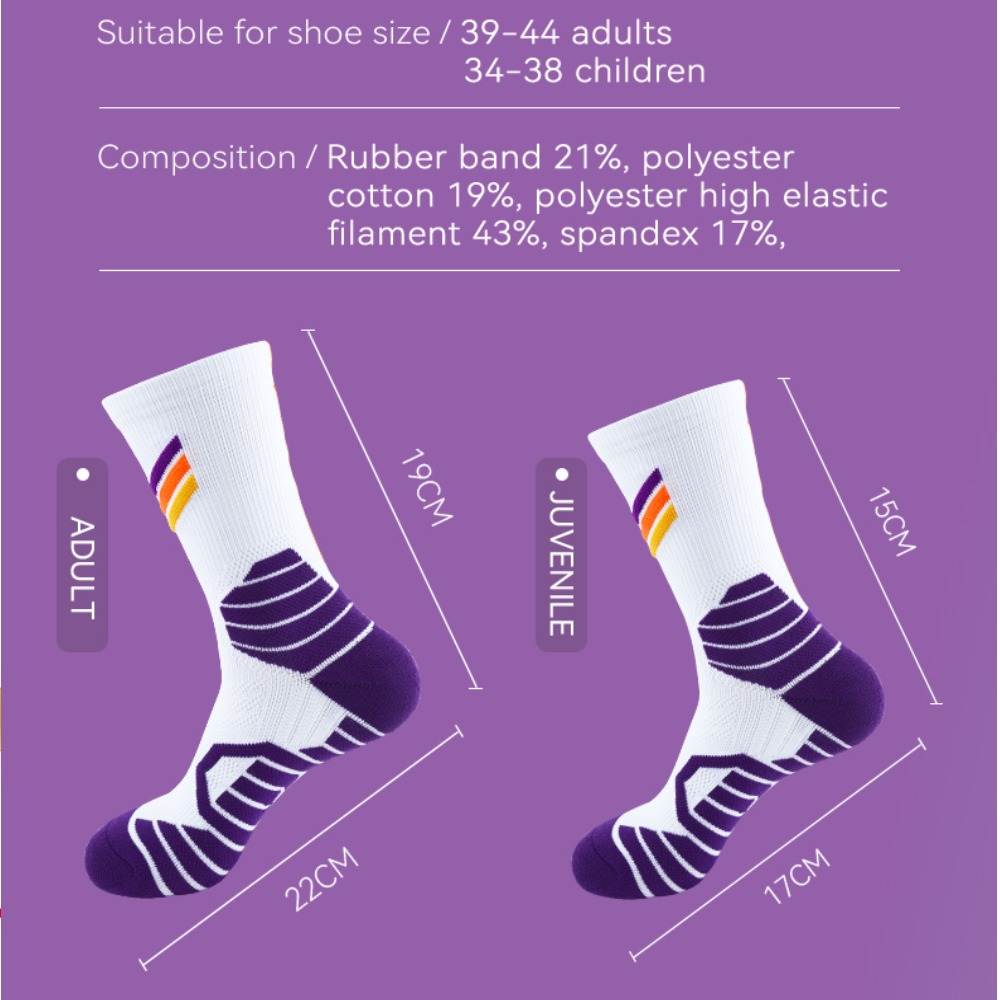 Suitable for shoe size / 39-44 adults
34-38 children
Composition / Rubber band 21%, polyester
cotton 19%, polyester high elastic
filament 43%, spandex 17%,
ADULT
19CM
22CM
JUVENILE
15CM
17CM